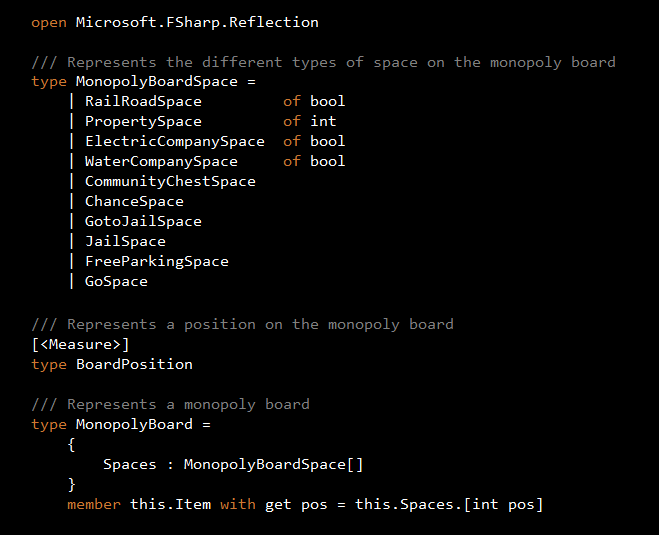 open Microsoft.FSharp.Reflection
/// Represents the different types of space on the monopoly board
type MonopolyBoardSpace =
| RailRoadSpace of bool
| PropertySpace of int
| ElectricCompanySpace of bool
| WaterCompanySpace of bool
| CommunityChestSpace
| ChanceSpace
| GotoJailSpace
| JailSpace
| FreeParkingSpace
| GoSpace
/// Represents a position on the monopoly board
[<Measure>]
type BoardPosition
/// Represents a monopoly board
type MonopolyBoard =
{
Spaces : MonopolyBoardSpace[]
}
member this.Item with get pos = this.Spaces.[int pos]